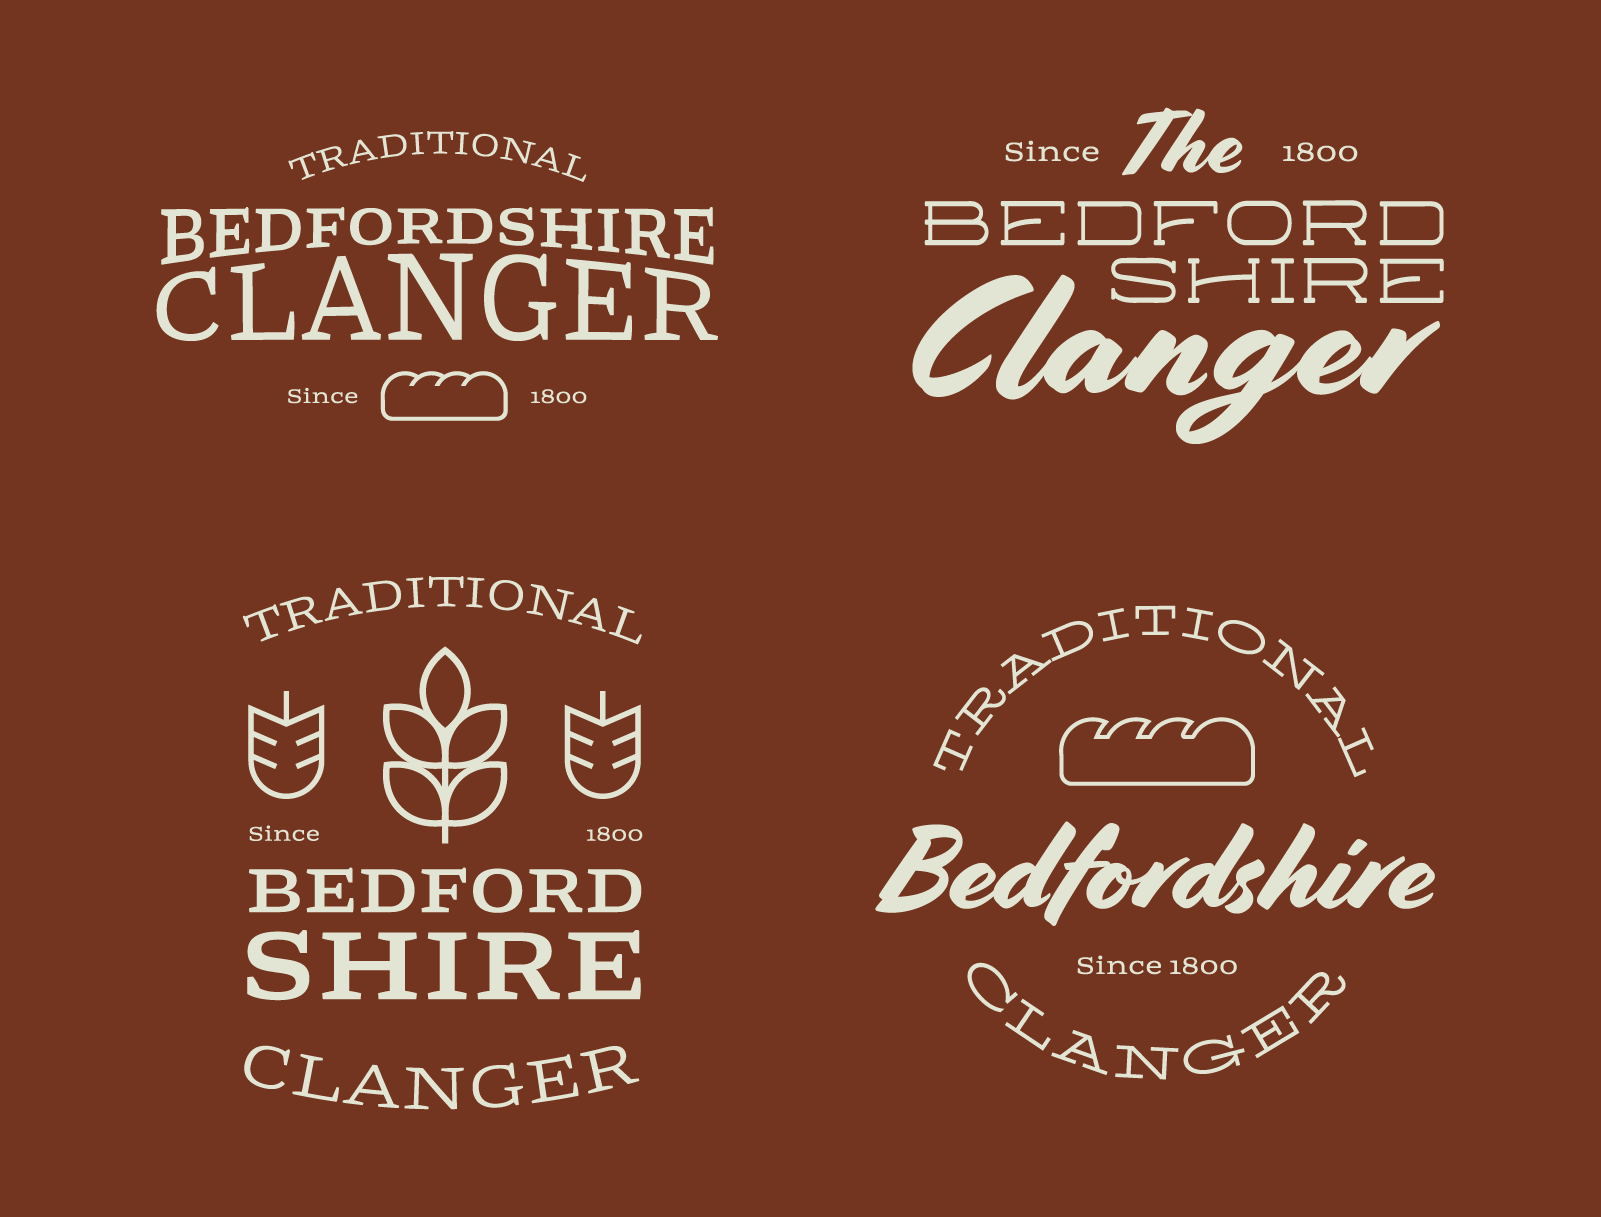 TRADITIONAL
BEDFORDSHIRE
CLANGER
Since 1800
Since The 1800
BEDFORD
SHIRE
Clanger
TRADITIONAL
Since 1800
BEDFORD
SHIRE
CLANGER
TRADITIONAL
Bedfordshire
Since 1800
CLANGER